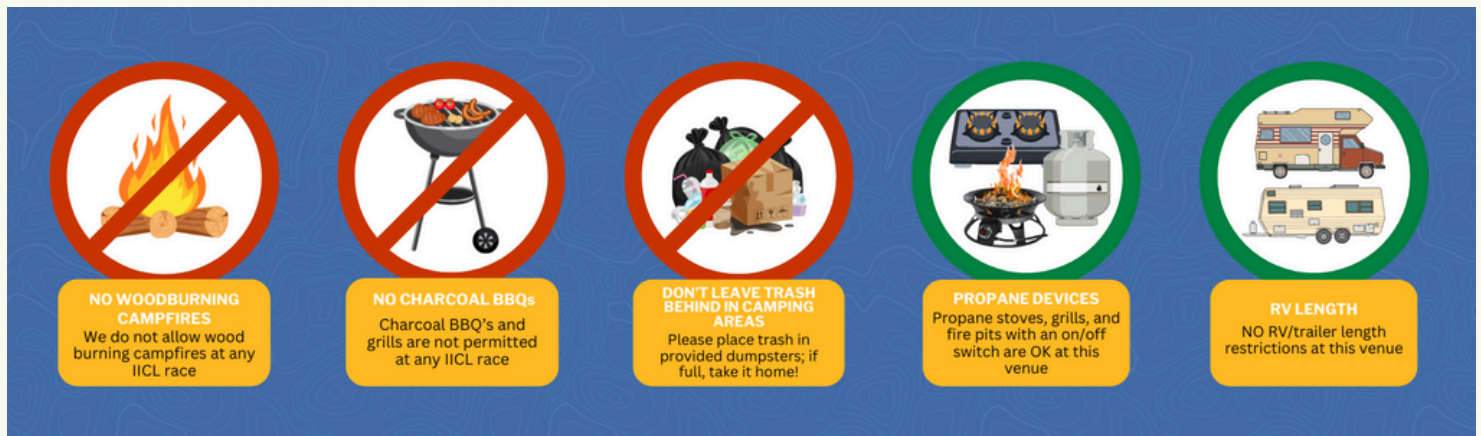 NO WOODBURNING
CAMPFIRES
We do not allow wood
burning campfires at any
IICL race
NO CHARCOAL BBQs
Charcoal BBQ's and
grills are not permitted
at any IICL race
DON'T LEAVE TRASH
BEHIND IN CAMPING
AREAS
Please place trash in
provided dumpsters; if
full, take it home!
PROPANE DEVICES
Propane stoves, grills, and
fire pits with an on/off
switch are OK at this
venue
RV LENGTH
NO RV/trailer length
restrictions at this venue